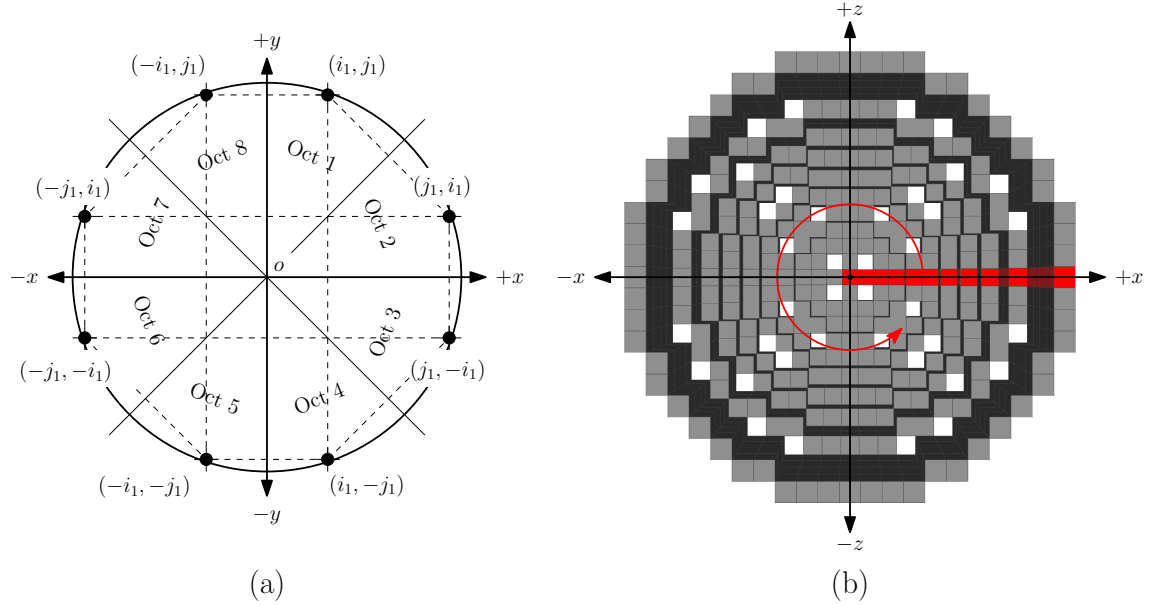 +y
(−i₁, j₁)
(i₁, j₁)
Oct 8
Oct 1
(−j₁, i₁)
(j₁, i₁)
Oct 7
Oct 2
−x
o
+x
Oct 6
Oct 3
(−j₁, −i₁)
(j₁, −i₁)
Oct 5
Oct 4
(−i₁, −j₁)
(i₁, −j₁)
−y
(a)
+z
−x
+x
−z
(b)